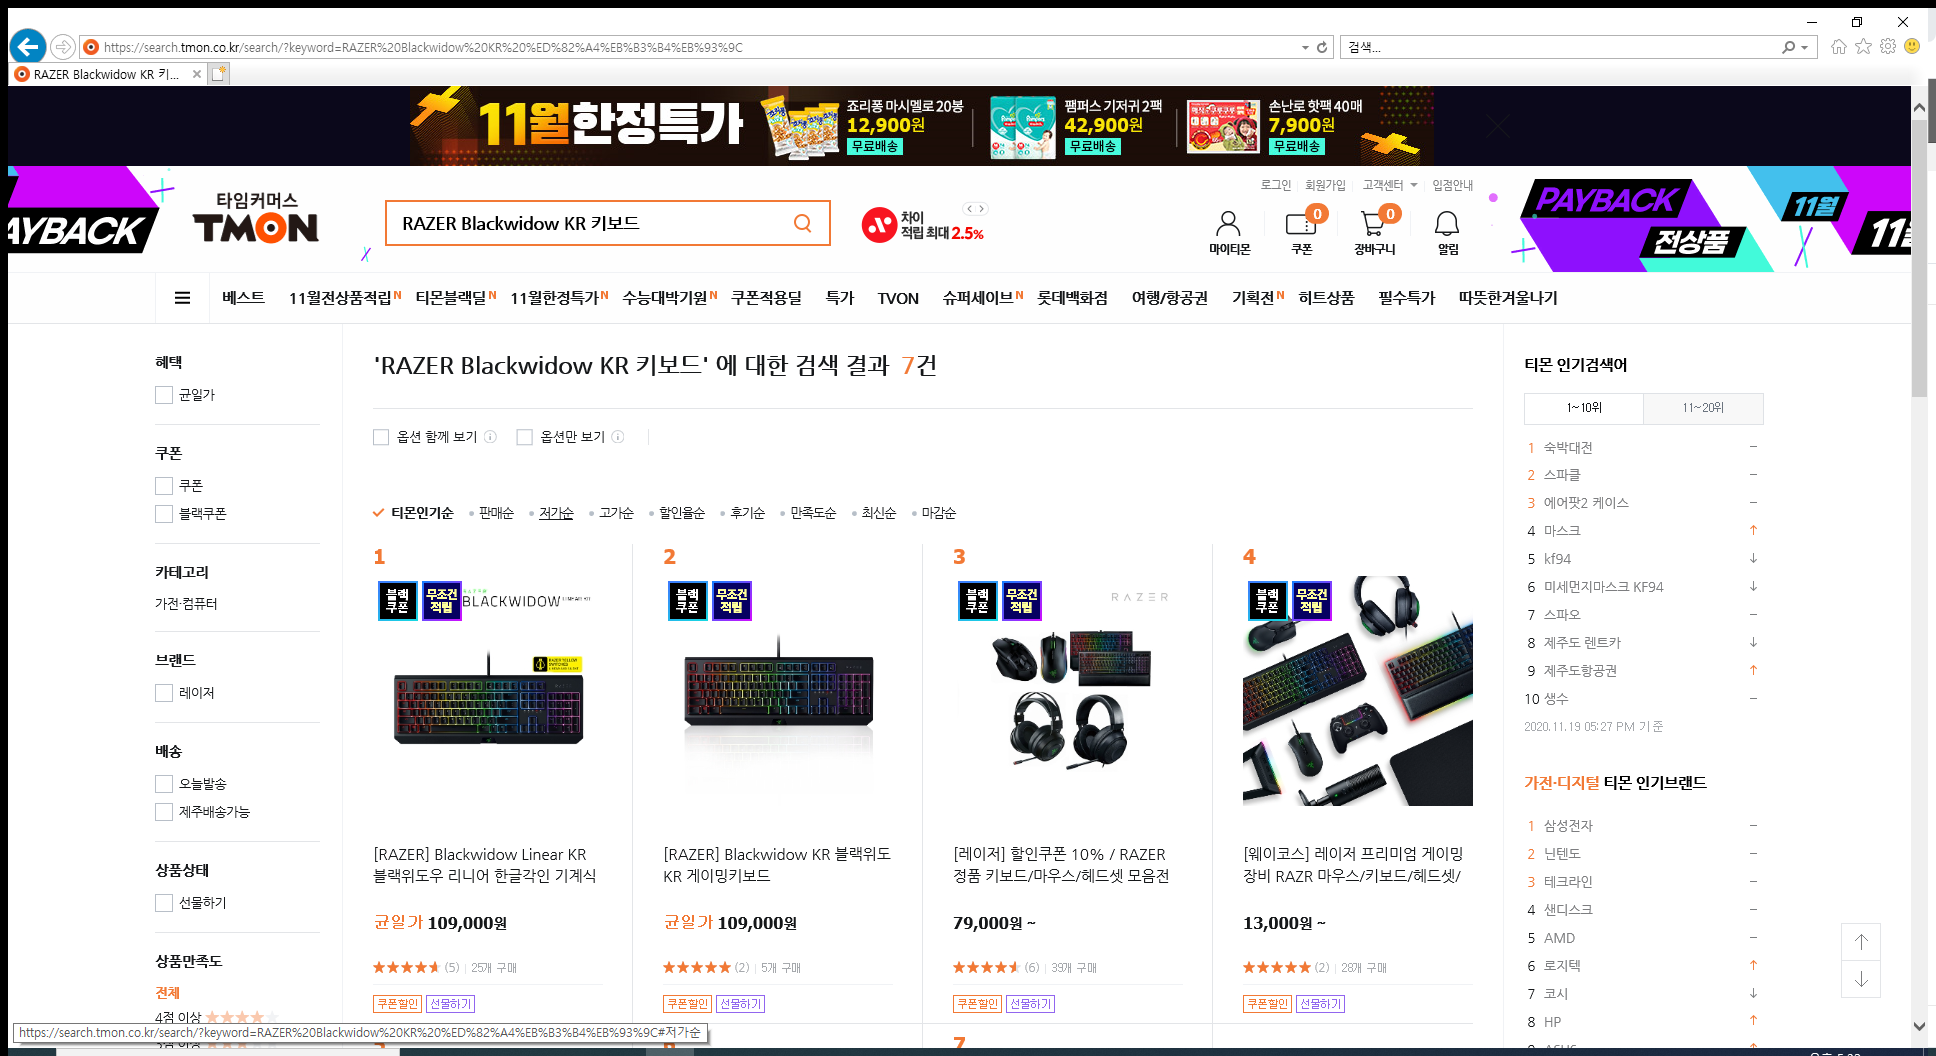 https://search.tmon.co.kr/search/?keyword=RAZER%20Blackwidow%20KR%20%ED%82%A4%EB%B3%B4%EB%93%9C
검색...
RAZER Blackwidow KR 키...
11월한정특가
죠리퐁 마시멜로 20봉
12,900원
무료배송
팸퍼스 기저귀 2팩
42,900원
무료배송
손난로 핫팩 40매
7,900원
무료배송
로그인
회원가입
고객센터
입점안내
AYBACK
타임커머스
TMON
RAZER Blackwidow KR 키보드
차이
적립 최대 2.5%
0
0
마이티몬
쿠폰
장바구니
알림
PAYBACK
전상품
11월
11
베스트
11월전상품적립 N
티몬블랙딜 N
11월한정특가 N
수능대박기원 N
쿠폰적용딜
특가
TVON
슈퍼세이브 N
롯데백화점
여행/항공권
기획전 N
히트상품
필수특가
따뜻한겨울나기
혜택
균일가
쿠폰
쿠폰
블랙쿠폰
카테고리
가전·컴퓨터
브랜드
레이저
배송
오늘발송
제주배송가능
상품상태
선물하기
상품만족도
전체
4점 이상
'RAZER Blackwidow KR 키보드' 에 대한 검색 결과 7건
옵션 함께 보기
옵션만 보기
티몬인기순
판매순
저가순
고가순
할인율순
후기순
만족도순
최신순
마감순
1
블랙
쿠폰
무조건
적립
BLACKWIDOW
[RAZER] Blackwidow Linear KR
블랙위도우 리니어 한글각인 기계식
균일가 109,000원
(5) 25개 구매
쿠폰할인 선물하기
2
블랙
쿠폰
무조건
적립
[RAZER] Blackwidow KR 블랙위도
KR 게이밍키보드
균일가 109,000원
(2) 5개 구매
쿠폰할인 선물하기
3
블랙
쿠폰
무조건
적립
RAZER
[레이저] 할인쿠폰 10% / RAZER
정품 키보드/마우스/헤드셋 모음전
79,000원 ~
(6) 39개 구매
쿠폰할인 선물하기
4
블랙
쿠폰
무조건
적립
[웨이코스] 레이저 프리미엄 게이밍
장비 RAZR 마우스/키보드/헤드셋/
13,000원 ~
(2) 28개 구매
쿠폰할인 선물하기
7
티몬 인기검색어
1~10위
11~20위
1 숙박대전
2 스파클
3 에어팟2 케이스
4 마스크
5 kf94
6 미세먼지마스크 KF94
7 스파오
8 제주도 렌트카
9 제주도항공권
10 생수
2020.11.19 05:27 PM 기준
가전·디지털 티몬 인기브랜드
1 삼성전자
2 닌텐도
3 테크라인
4 샌디스크
5 AMD
6 로지텍
7 코시
8 HP
https://search.tmon.co.kr/search/?keyword=RAZER%20Blackwidow%20KR%20%ED%82%A4%EB%B3%B4%EB%93%9C#저가순